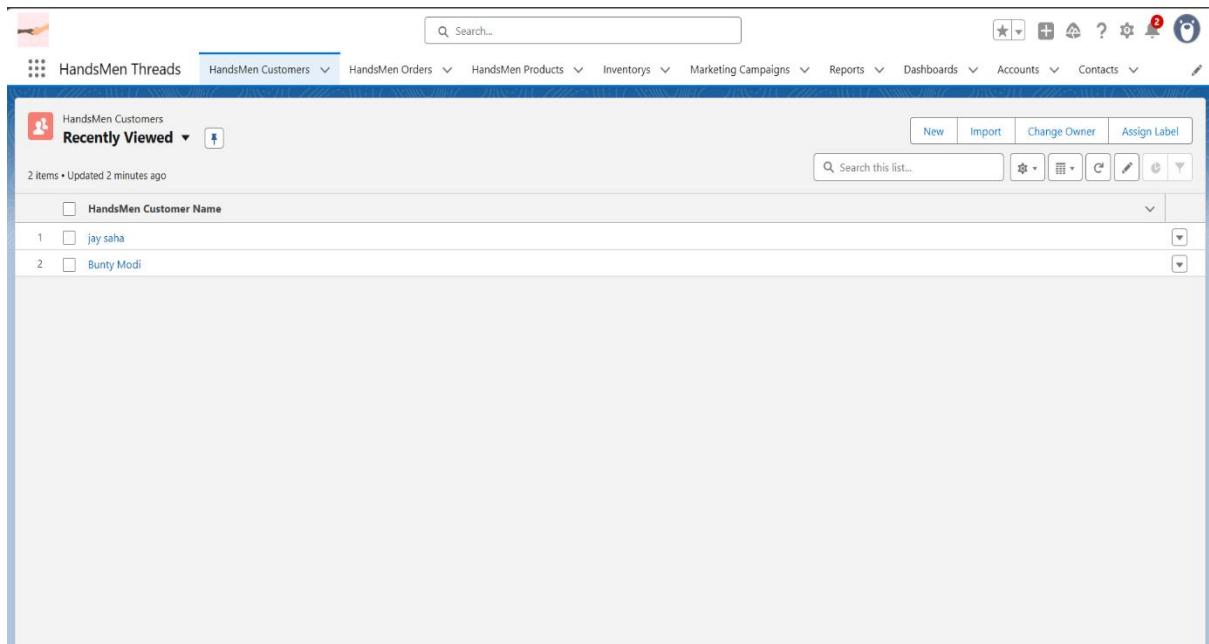 Search...
2
HandsMen Threads HandsMen Customers HandsMen Orders HandsMen Products Inventorys Marketing Campaigns Reports Dashboards Accounts Contacts
HandsMen Customers
Recently Viewed
New Import Change Owner Assign Label
2 items • Updated 2 minutes ago
Search this list...
HandsMen Customer Name
1 jay saha
2 Bunty Modi